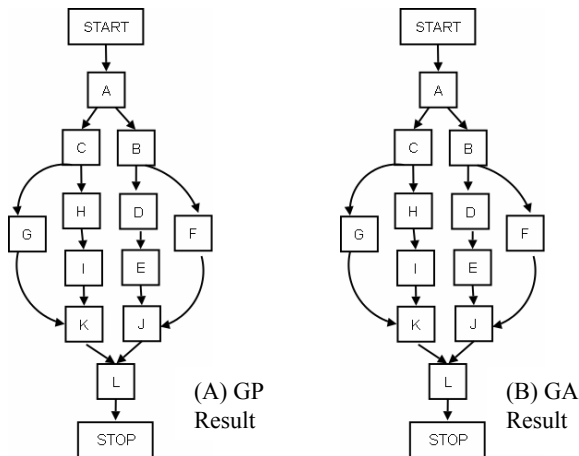 START
A
C B
H D
G F
I E
K J
L
STOP
(A) GP
Result
START
A
C B
H D
G F
I E
K J
L
STOP
(B) GA
Result